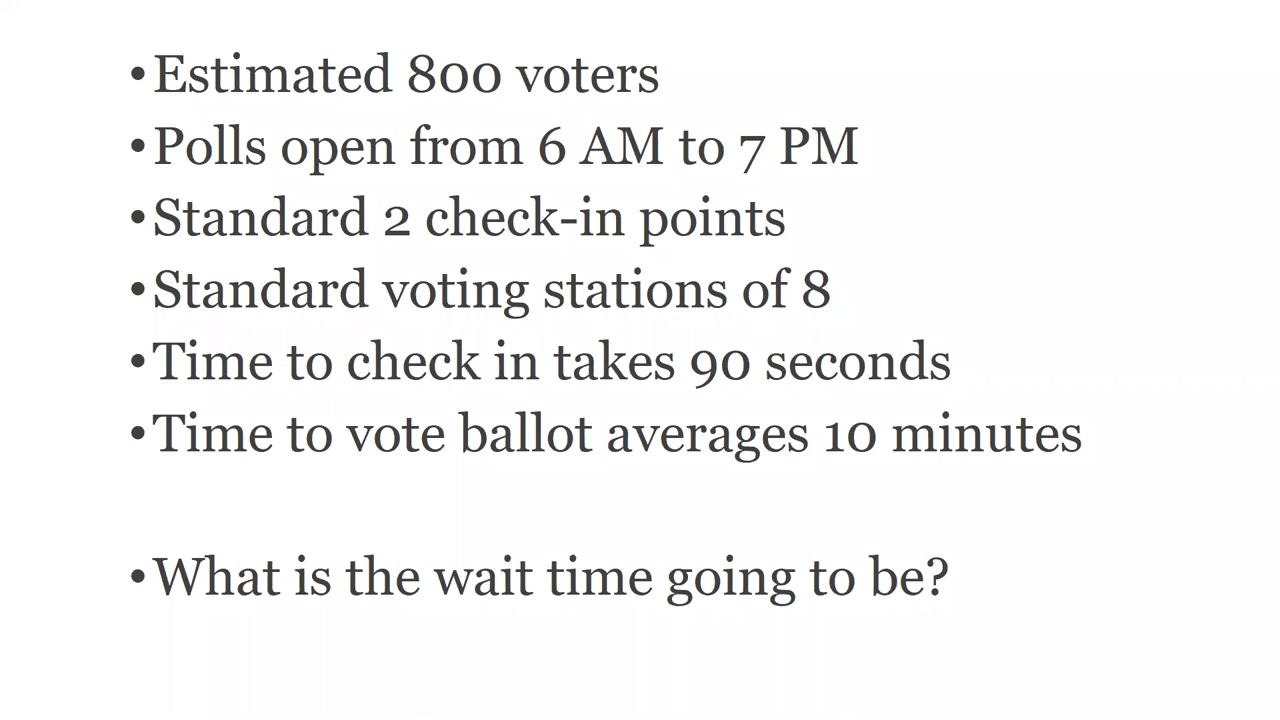 •Estimated 800 voters
•Polls open from 6 AM to 7 PM
•Standard 2 check-in points
•Standard voting stations of 8
•Time to check in takes 90 seconds
•Time to vote ballot averages 10 minutes
•What is the wait time going to be?